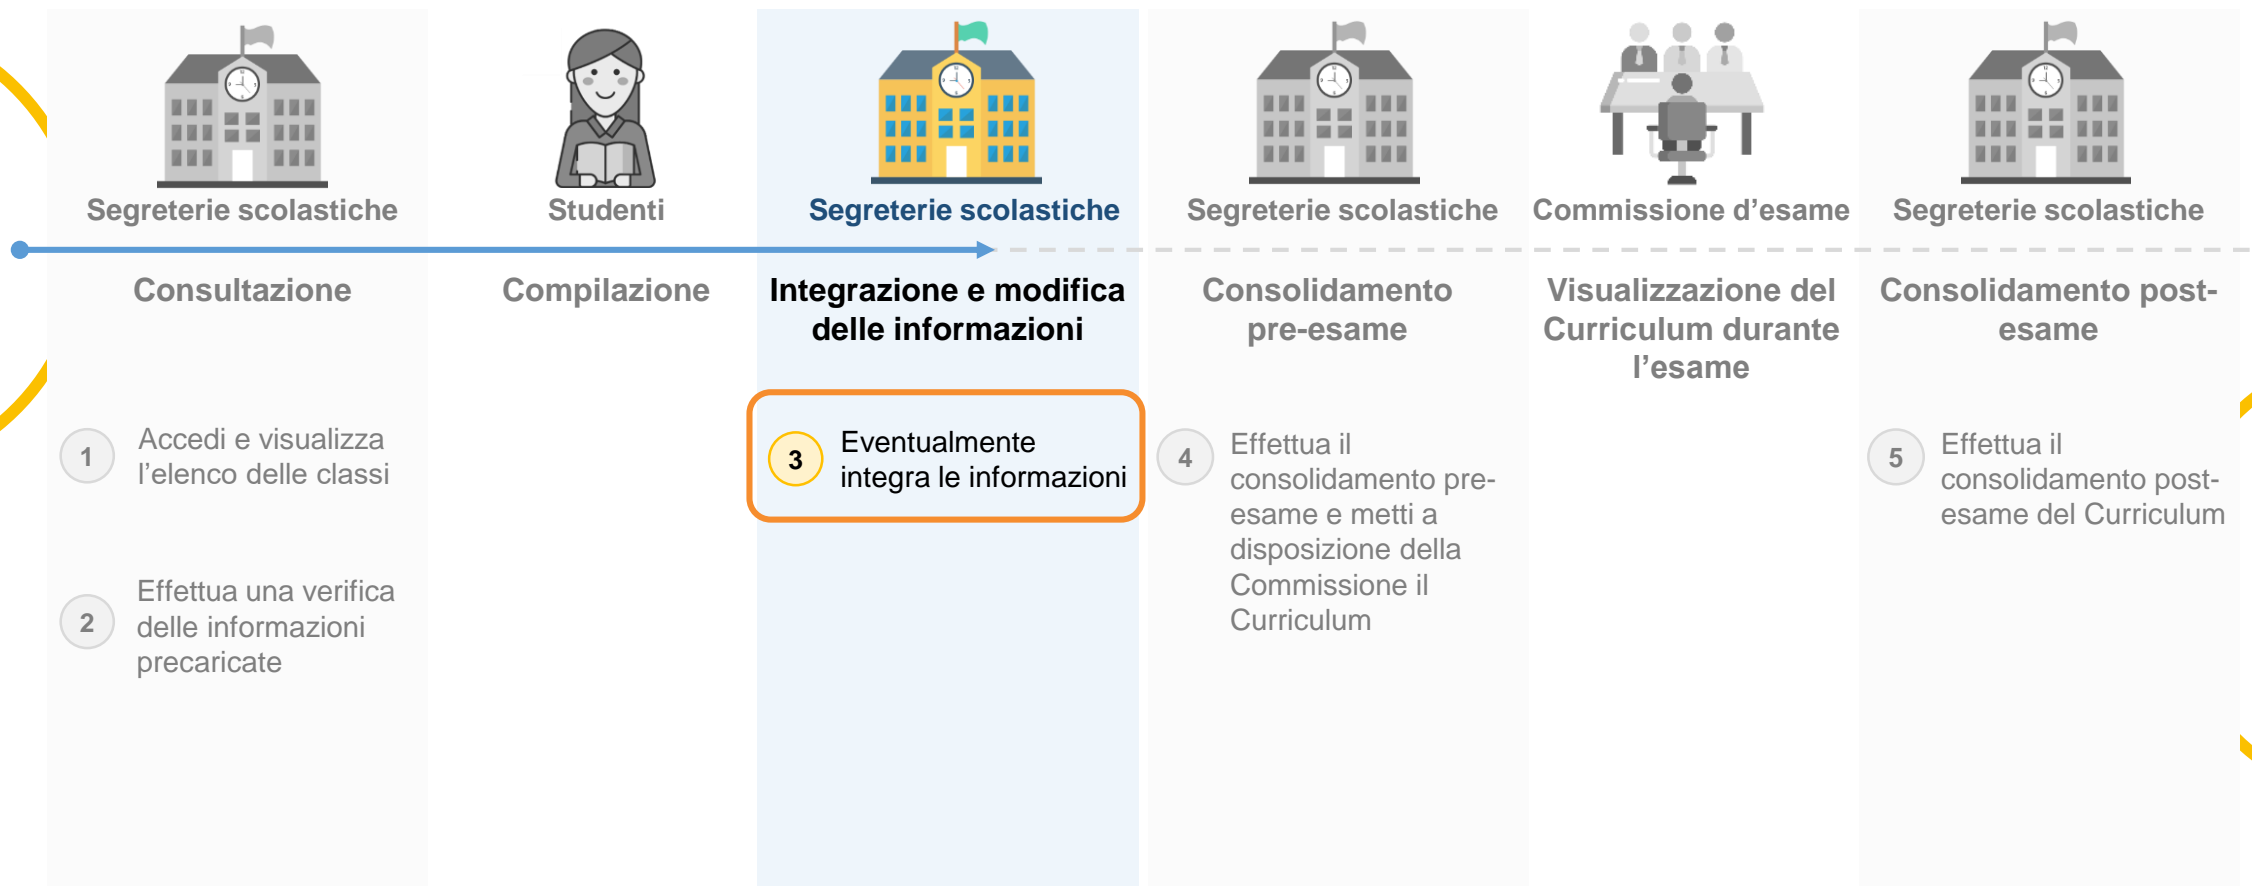 Segreterie scolastiche
Studenti
Segreterie scolastiche
Segreterie scolastiche
Commissione d’esame
Segreterie scolastiche
Consultazione
Compilazione
Integrazione e modifica
delle informazioni
Consolidamento
pre-esame
Visualizzazione del
Curriculum durante
l’esame
Consolidamento post-
esame
1
Accedi e visualizza
l’elenco delle classi
2
Effettua una verifica
delle informazioni
precaricate
3
Eventualmente
integra le informazioni
4
Effettua il
consolidamento pre-
esame e metti a
disposizione della
Commissione il
Curriculum
5
Effettua il
consolidamento post-
esame del Curriculum